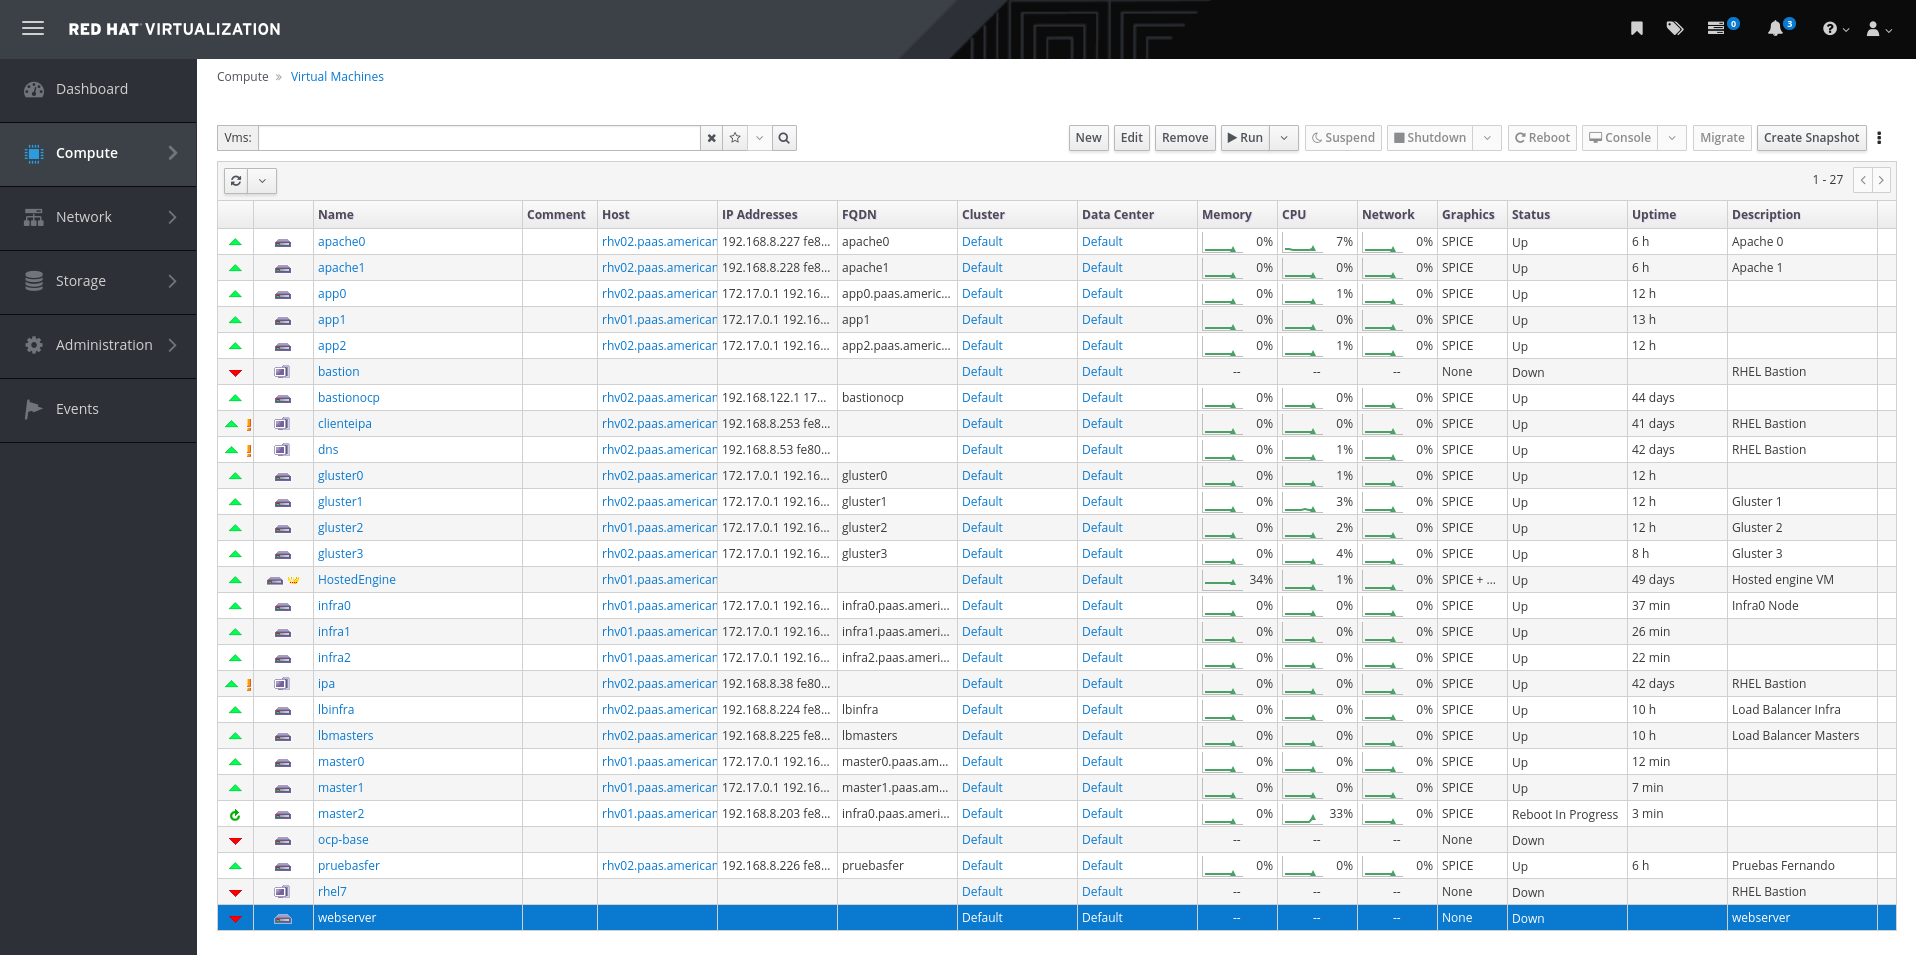 RED HAT VIRTUALIZATION
0
3
Dashboard
Compute
Network
Storage
Administration
Events
Compute » Virtual Machines
Vms:
New Edit Remove Run Suspend Shutdown Reboot Console Migrate Create Snapshot
1 - 27
Name Comment Host IP Addresses FQDN Cluster Data Center Memory CPU Network Graphics Status Uptime Description
apache0 rhv02.paas.american 192.168.8.227 fe8... apache0 Default Default 0% 7% 0% SPICE Up 6 h Apache 0
apache1 rhv02.paas.american 192.168.8.228 fe8... apache1 Default Default 0% 0% 0% SPICE Up 6 h Apache 1
app0 rhv02.paas.american 172.17.0.1 192.16... app0.paas.americ... Default Default 0% 1% 0% SPICE Up 12 h
app1 rhv01.paas.american 172.17.0.1 192.16... app1 Default Default 0% 0% 0% SPICE Up 13 h
app2 rhv02.paas.american 172.17.0.1 192.16... app2.paas.americ... Default Default 0% 1% 0% SPICE Up 12 h
bastion Default Default -- -- -- None Down RHEL Bastion
bastionocp rhv02.paas.american 192.168.122.1 17... bastionocp Default Default 0% 0% 0% SPICE Up 44 days
clienteipa rhv02.paas.american 192.168.8.253 fe8... Default Default 0% 0% 0% SPICE Up 41 days RHEL Bastion
dns rhv02.paas.american 192.168.8.53 fe80... Default Default 0% 1% 0% SPICE Up 42 days RHEL Bastion
gluster0 rhv02.paas.american 172.17.0.1 192.16... gluster0 Default Default 0% 1% 0% SPICE Up 12 h
gluster1 rhv02.paas.american 172.17.0.1 192.16... gluster1 Default Default 0% 3% 0% SPICE Up 12 h Gluster 1
gluster2 rhv01.paas.american 172.17.0.1 192.16... gluster2 Default Default 0% 2% 0% SPICE Up 12 h Gluster 2
gluster3 rhv02.paas.american 172.17.0.1 192.16... gluster3 Default Default 0% 4% 0% SPICE Up 8 h Gluster 3
HostedEngine rhv01.paas.american Default Default 34% 1% 0% SPICE + ... Up 49 days Hosted engine VM
infra0 rhv01.paas.american 172.17.0.1 192.16... infra0.paas.ameri... Default Default 0% 0% 0% SPICE Up 37 min Infra0 Node
infra1 rhv01.paas.american 172.17.0.1 192.16... infra1.paas.ameri... Default Default 0% 0% 0% SPICE Up 26 min
infra2 rhv01.paas.american 172.17.0.1 192.16... infra2.paas.ameri... Default Default 0% 0% 0% SPICE Up 22 min
ipa rhv02.paas.american 192.168.8.38 fe80... Default Default 0% 0% 0% SPICE Up 42 days RHEL Bastion
lbinfra rhv02.paas.american 192.168.8.224 fe8... lbinfra Default Default 0% 0% 0% SPICE Up 10 h Load Balancer Infra
lbmasters rhv02.paas.american 192.168.8.225 fe8... lbmasters Default Default 0% 0% 0% SPICE Up 10 h Load Balancer Masters
master0 rhv01.paas.american 172.17.0.1 192.16... master0.paas.am... Default Default 0% 0% 0% SPICE Up 12 min
master1 rhv01.paas.american 172.17.0.1 192.16... master1.paas.am... Default Default 0% 0% 0% SPICE Up 7 min
master2 rhv01.paas.american 192.168.8.203 fe8... infra0.paas.ameri... Default Default 0% 33% 0% SPICE Reboot In Progress 3 min
ocp-base Default Default -- -- -- None Down
pruebasfer rhv02.paas.american 192.168.8.226 fe8... pruebasfer Default Default 0% 0% 0% SPICE Up 6 h Pruebas Fernando
rhel7 Default Default -- -- -- None Down RHEL Bastion
webserver Default Default -- -- -- None Down webserver